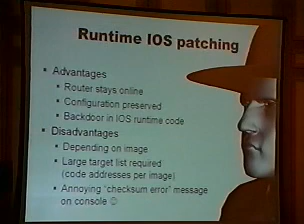 Runtime IOS patching
▪ Advantages
▪ Router stays online
▪ Configuration preserved
▪ Backdoor in IOS runtime code
▪ Disadvantages
▪ Depending on image
▪ Large target list required
(code addresses per image)
▪ Annoying "checksum error" message
on console ☺